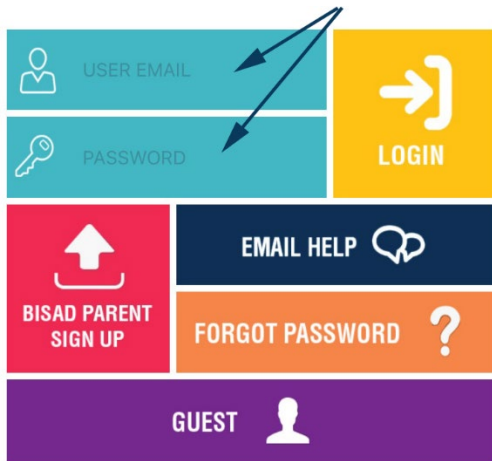 USER EMAIL
PASSWORD
LOGIN
BISAD PARENT
SIGN UP
EMAIL HELP
FORGOT PASSWORD ?
GUEST